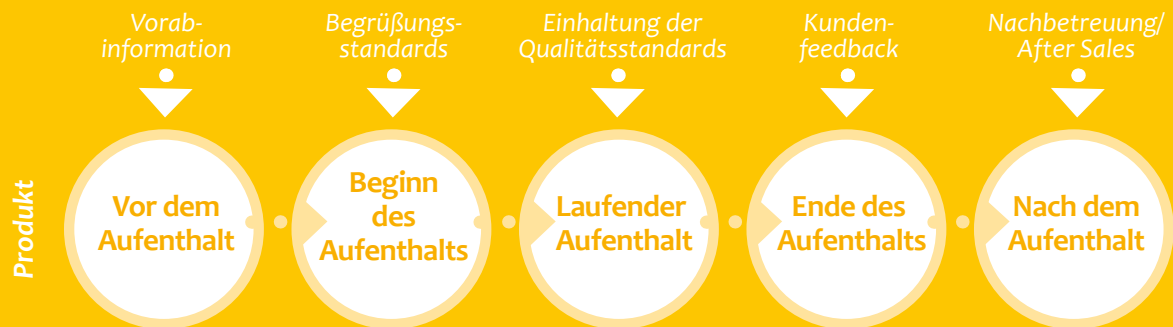 Vorab-
information
Begrüßungs-
standards
Einhaltung der
Qualitätsstandards
Kunden-
feedback
Nachbetreuung/
After Sales
Produkt
Vor dem
Aufenthalt
Beginn
des
Aufenthalts
Laufender
Aufenthalt
Ende des
Aufenthalts
Nach dem
Aufenthalt